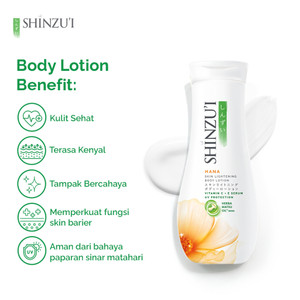 SHINZU'I
Body Lotion
Benefit:
Kulit Sehat
Terasa Kenyal
Tampak Bercahaya
Memperkuat fungsi
skin barier
Aman dari bahaya
paparan sinar matahari
UV
SHINZU'I
HANA
SKIN LIGHTENING
BODY LOTION
VITAMIN C + E SERUM
UV PROTECTION